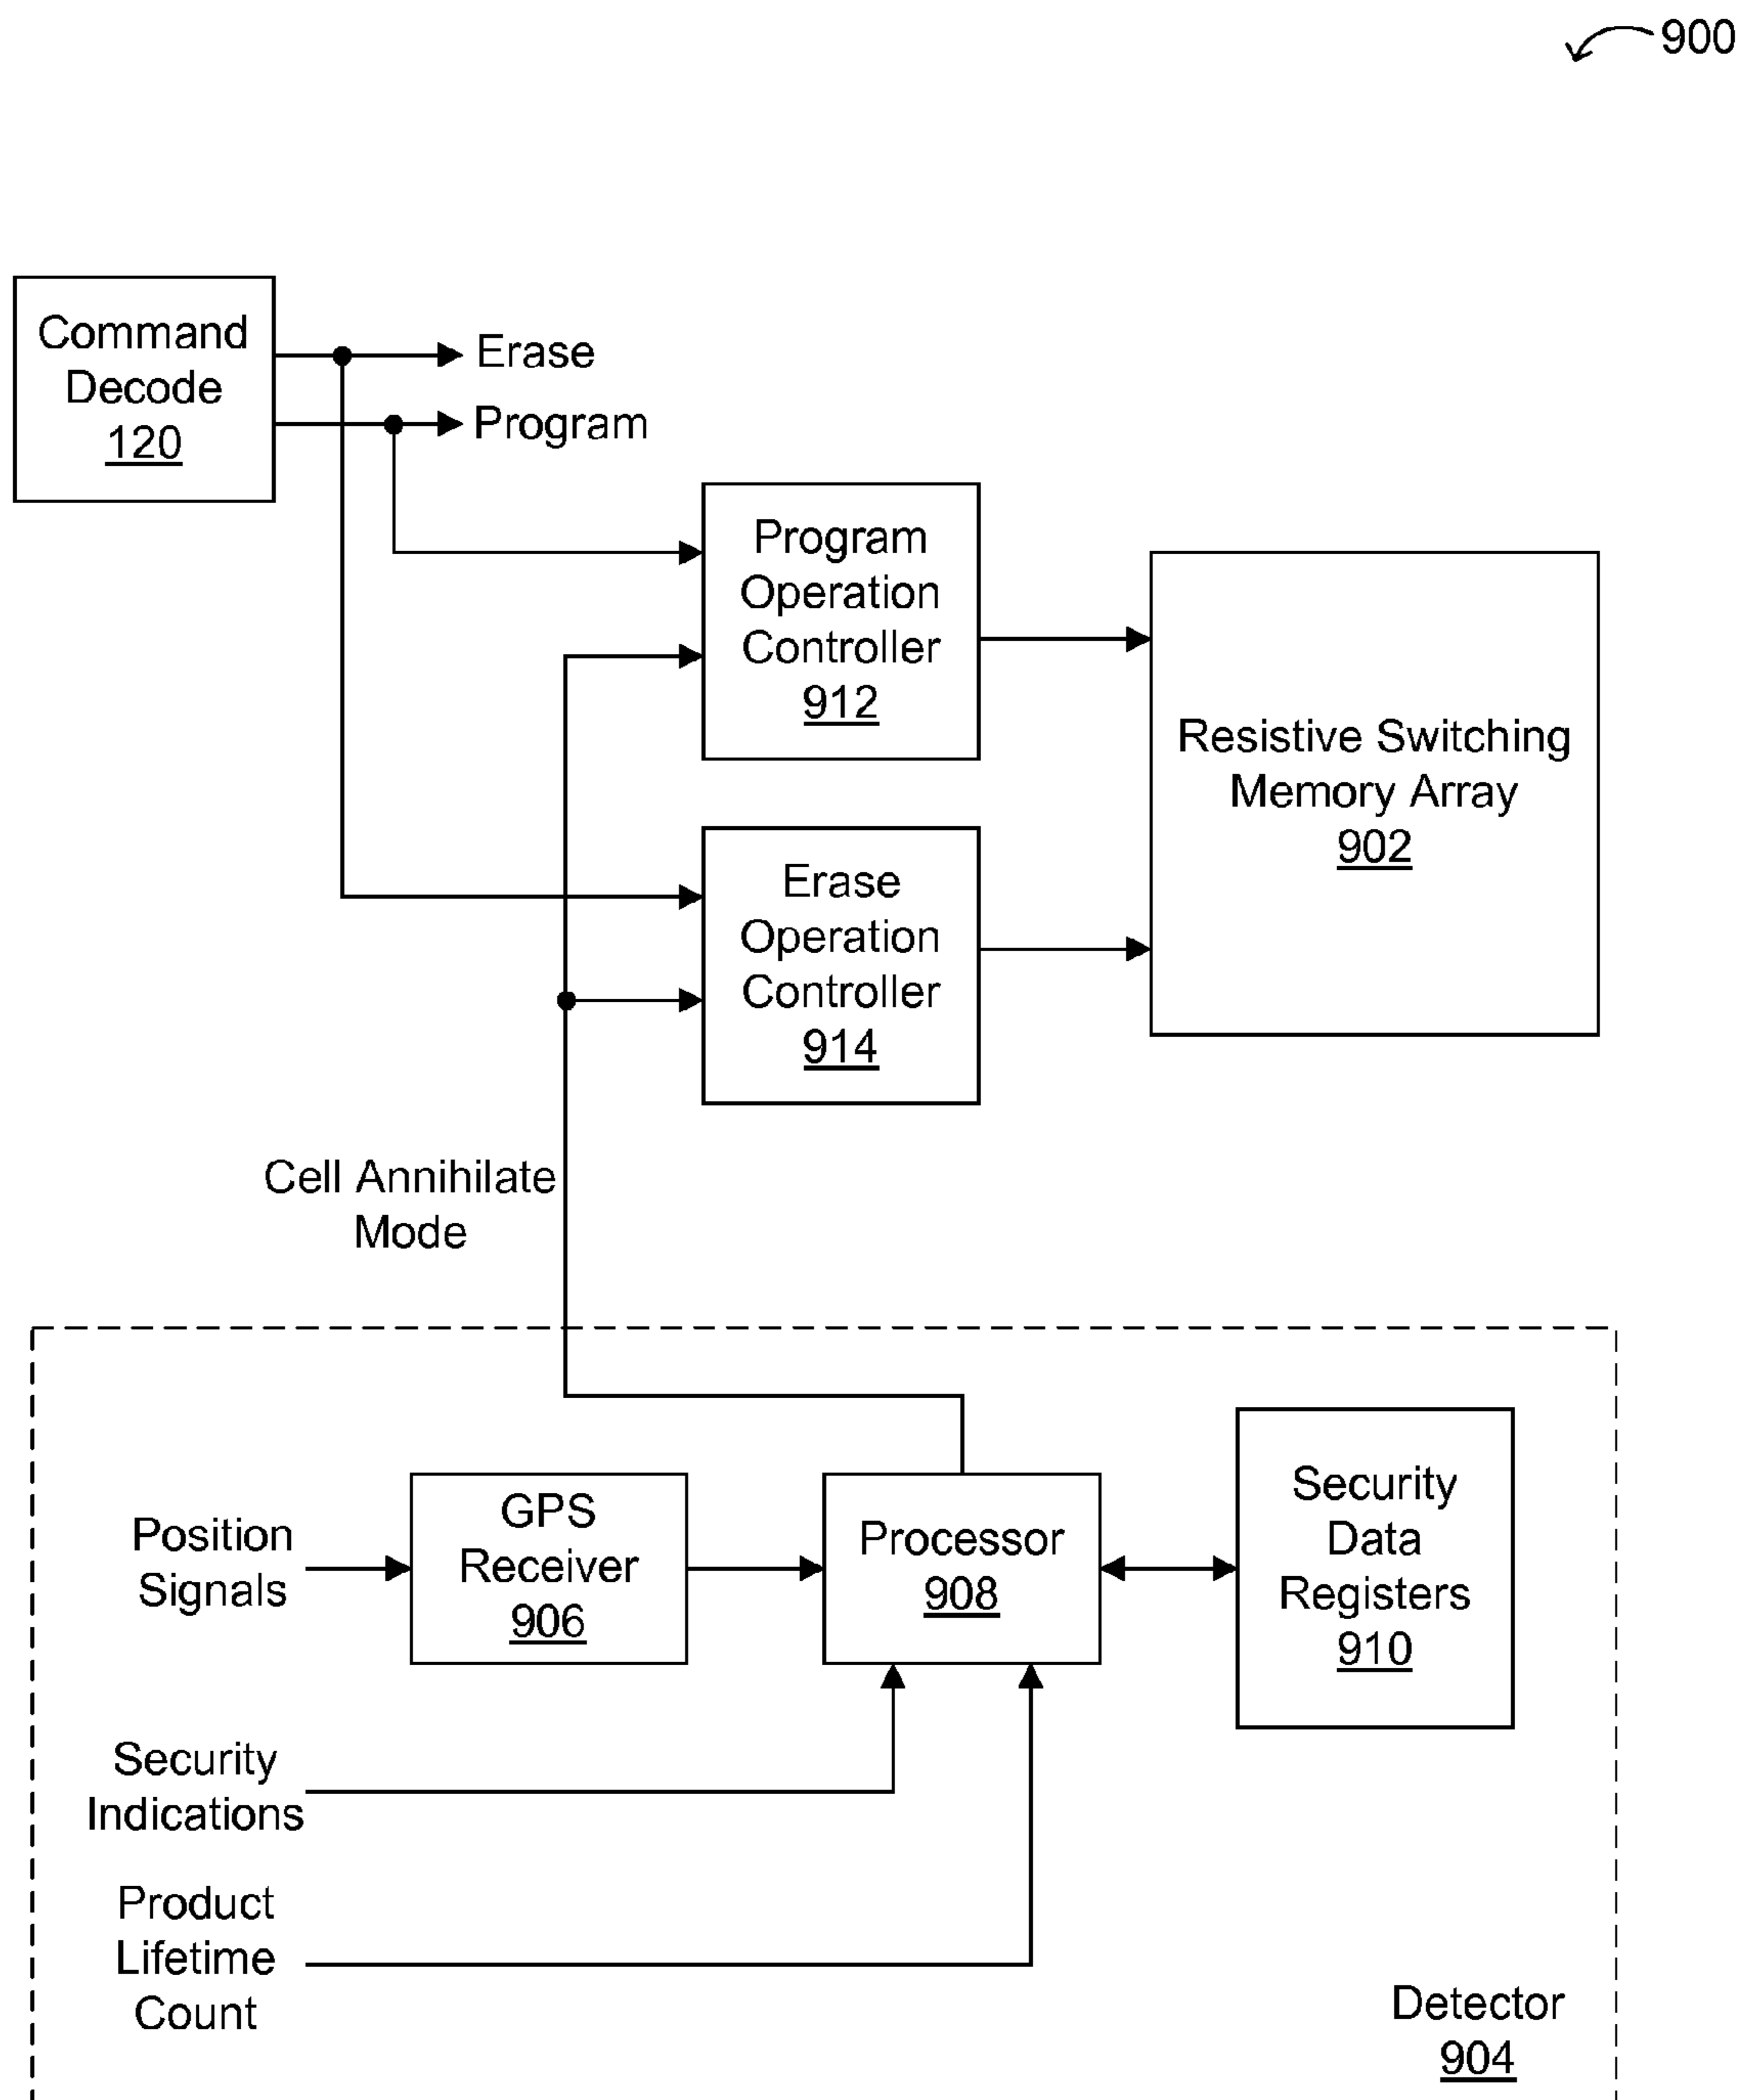 900
Command
Decode
120
Erase
Program
Program
Operation
Controller
912
Resistive Switching
Memory Array
902
Erase
Operation
Controller
914
Cell Annihilate
Mode
Position
Signals
GPS
Receiver
906
Processor
908
Security
Data
Registers
910
Security
Indications
Product
Lifetime
Count
Detector
904